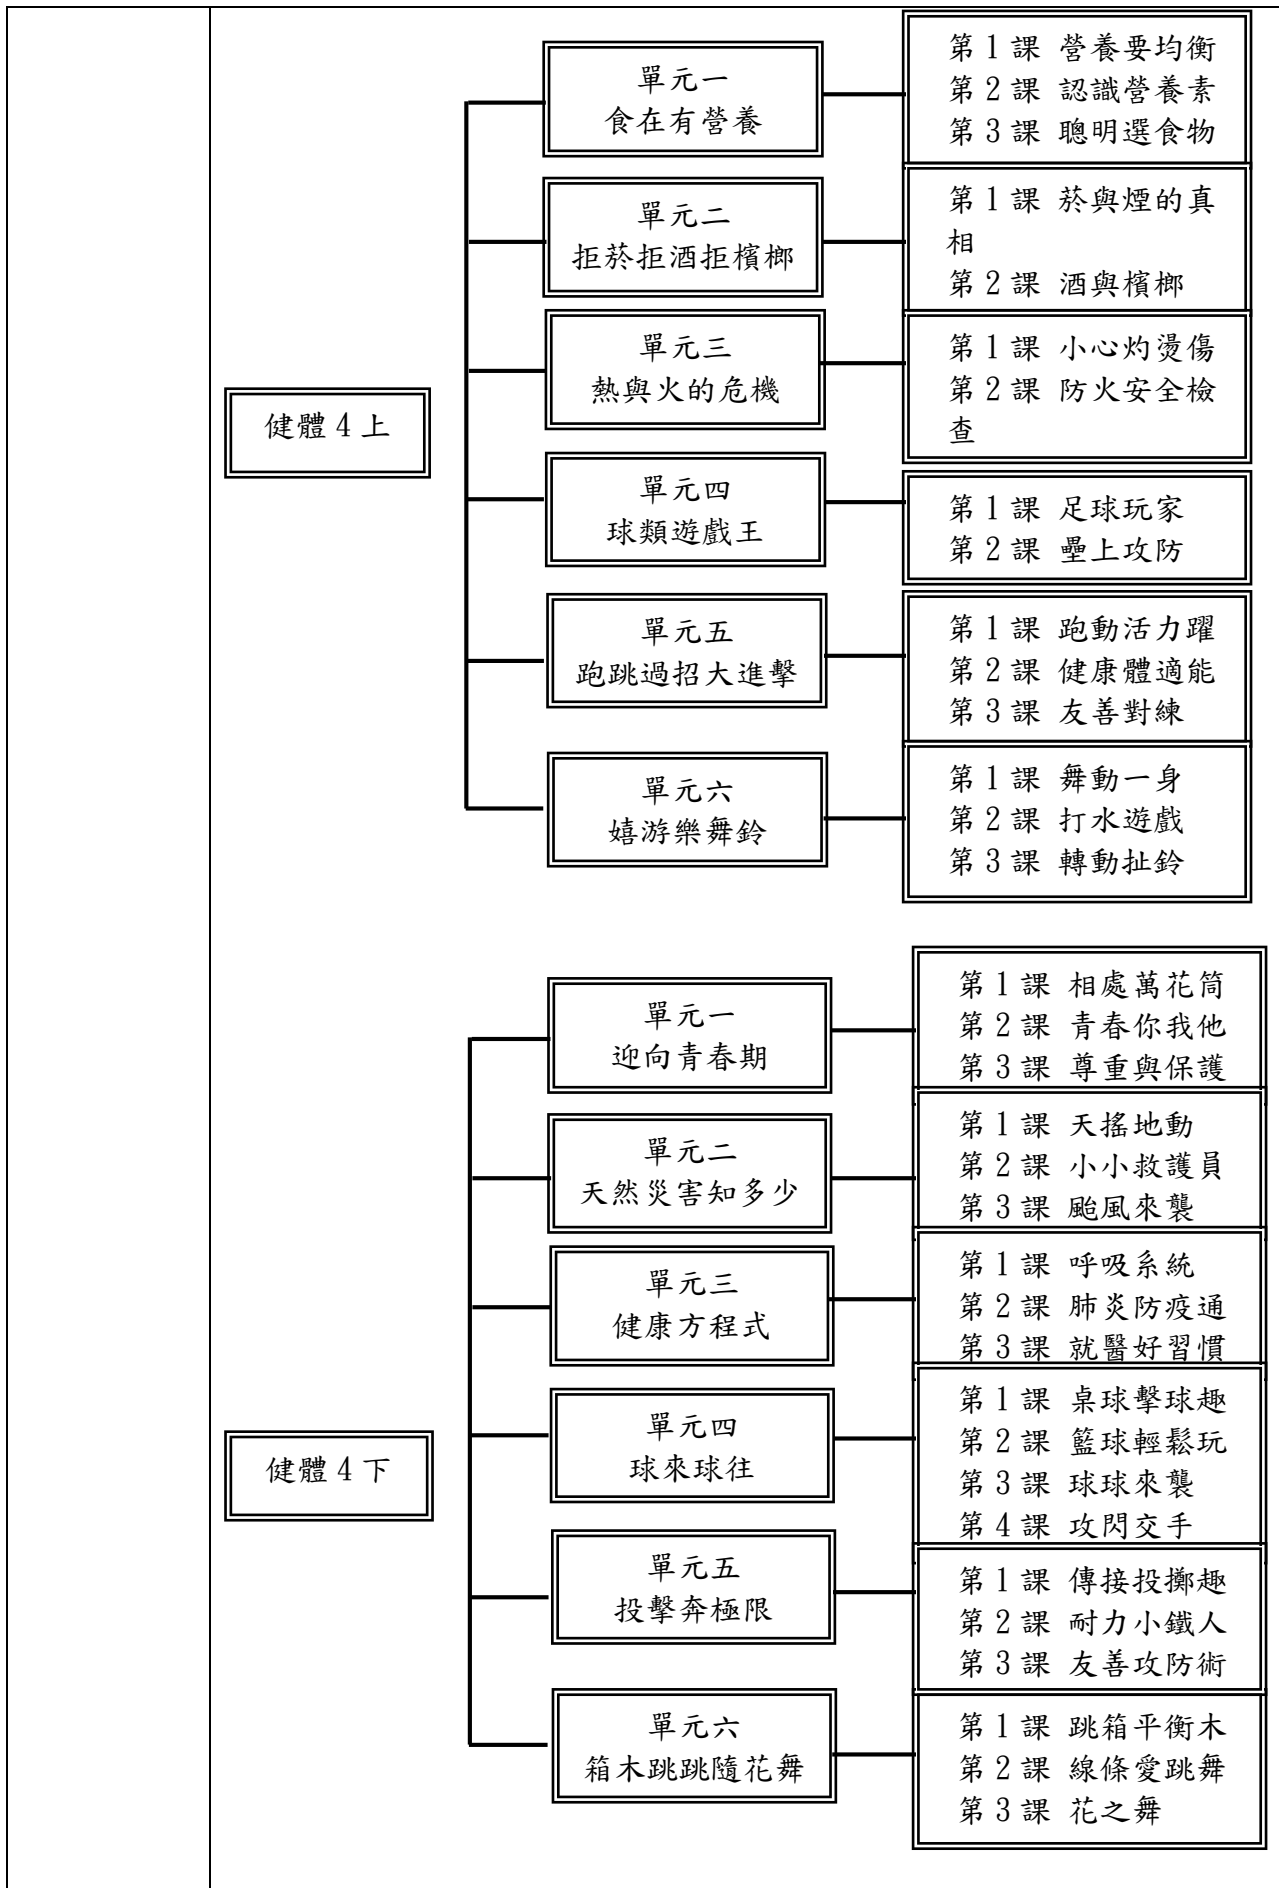 健體4上
單元一
食在有營養
第1課 營養要均衡
第2課 認識營養素
第3課 聰明選食物
單元二
拒菸拒酒拒檳榔
第1課 菸與煙的真
相
第2課 酒與檳榔
單元三
熱與火的危機
第1課 小心灼燙傷
第2課 防火安全檢
查
單元四
球類遊戲王
第1課 足球玩家
第2課 壘上攻防
單元五
跑跳過招大進擊
第1課 跑動活力躍
第2課 健康體適能
第3課 友善對練
單元六
嬉游樂舞鈴
第1課 舞動一身
第2課 打水遊戲
第3課 轉動扯鈴
健體4下
單元一
迎向青春期
第1課 相處萬花筒
第2課 青春你我他
第3課 尊重與保護
單元二
天然災害知多少
第1課 天搖地動
第2課 小小救護員
第3課 颱風來襲
單元三
健康方程式
第1課 呼吸系統
第2課 肺炎防疫通
第3課 就醫好習慣
單元四
球來球往
第1課 桌球擊球趣
第2課 籃球輕鬆玩
第3課 球球來襲
第4課 攻閃交手
單元五
投擊奔極限
第1課 傳接投擲趣
第2課 耐力小鐵人
第3課 友善攻防術
單元六
箱木跳跳隨花舞
第1課 跳箱平衡木
第2課 線條愛跳舞
第3課 花之舞